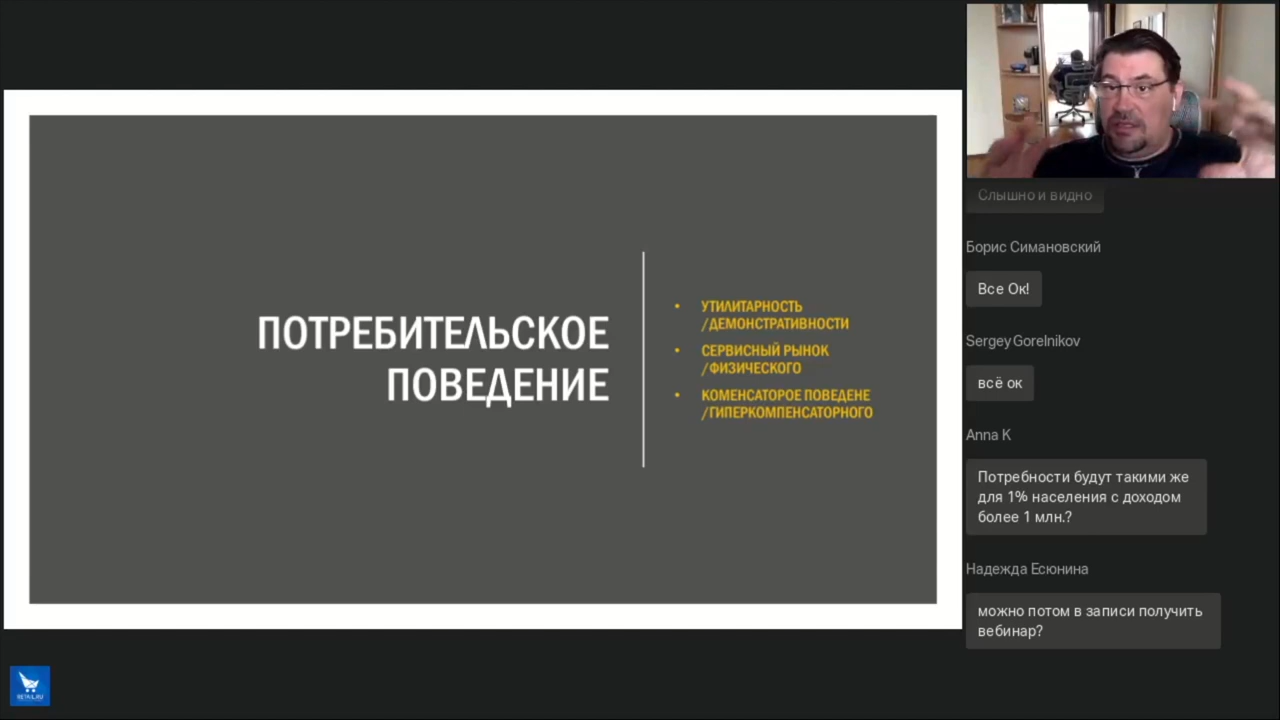 ПОТРЕБИТЕЛЬСКОЕ
ПОВЕДЕНИЕ
• УТИЛИТАРНОСТЬ
/ДЕМОНСТРАТИВНОСТИ
• СЕРВИСНЫЙ РЫНОК
/ФИЗИЧЕСКОГО
• КОМЕНСАТОРОЕ ПОВЕДЕНЕ
/ГИПЕРКОМПЕНСАТОРНОГО
Слышно и видно
Борис Симановский
Все Ок!
Sergey Gorelnikov
всё ок
Anna K
Потребности будут такими же
для 1% населения с доходом
более 1 млн.?
Надежда Есюнина
можно потом в записи получить
вебинар?
RETAIL.RU